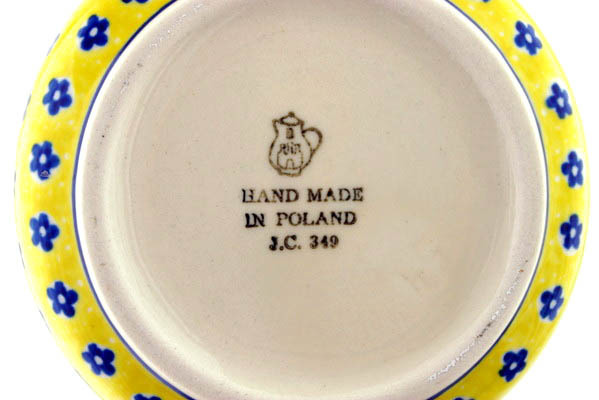 HAND MADE
IN POLAND
J.C. 349